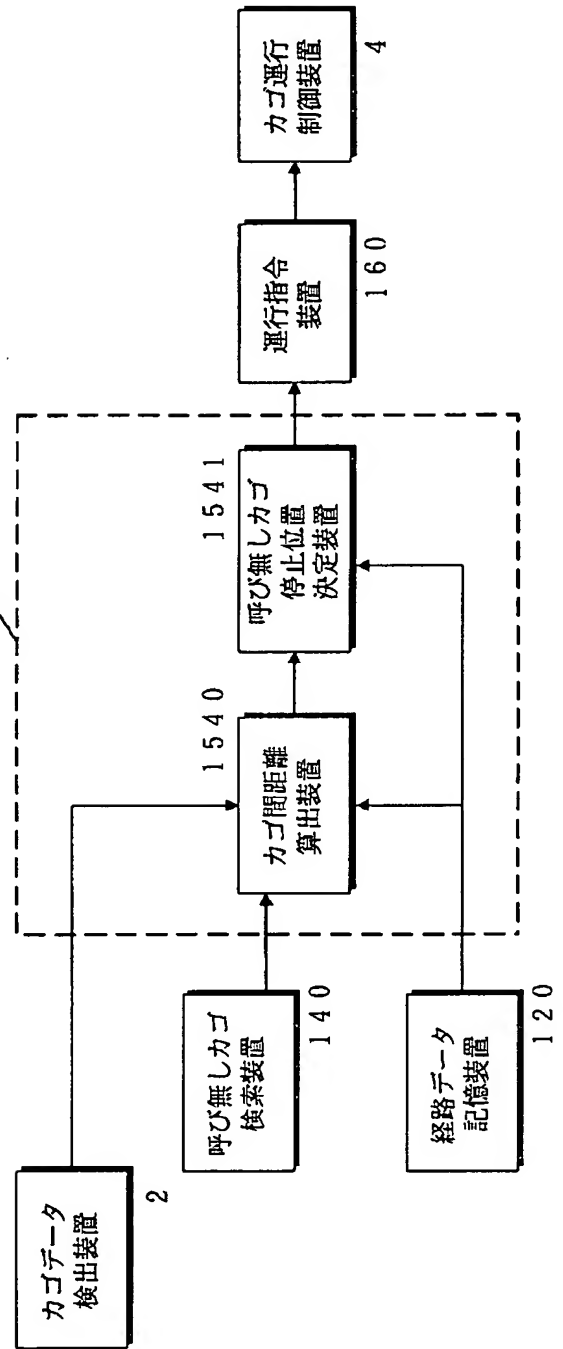 カゴデータ
検出装置
2
呼び無しカゴ
検索装置
140
経路データ
記憶装置
120
カゴ間距離
算出装置
1540
呼び無しカゴ
停止位置
決定装置
1541
運行指令
装置
160
カゴ運行
制御装置
4